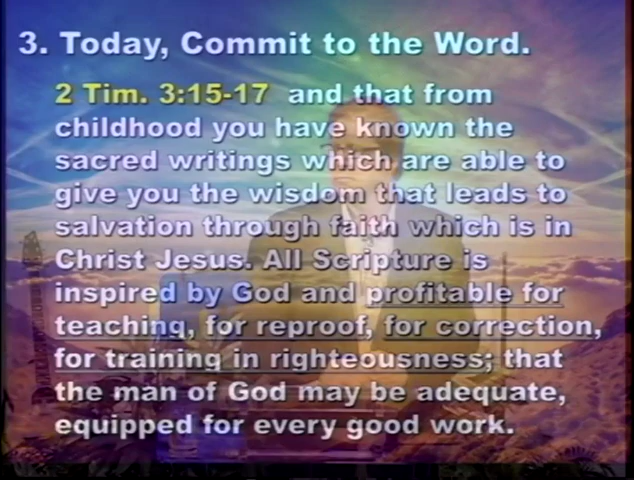 3. Today, Commit to the Word.
2 Tim. 3:15-17 and that from
childhood you have known the
sacred writings which are able to
give you the wisdom that leads to
salvation through faith which is in
Christ Jesus. All Scripture is
inspired by God and profitable for
teaching, for reproof, for correction,
for training in righteousness; that
the man of God may be adequate,
equipped for every good work.